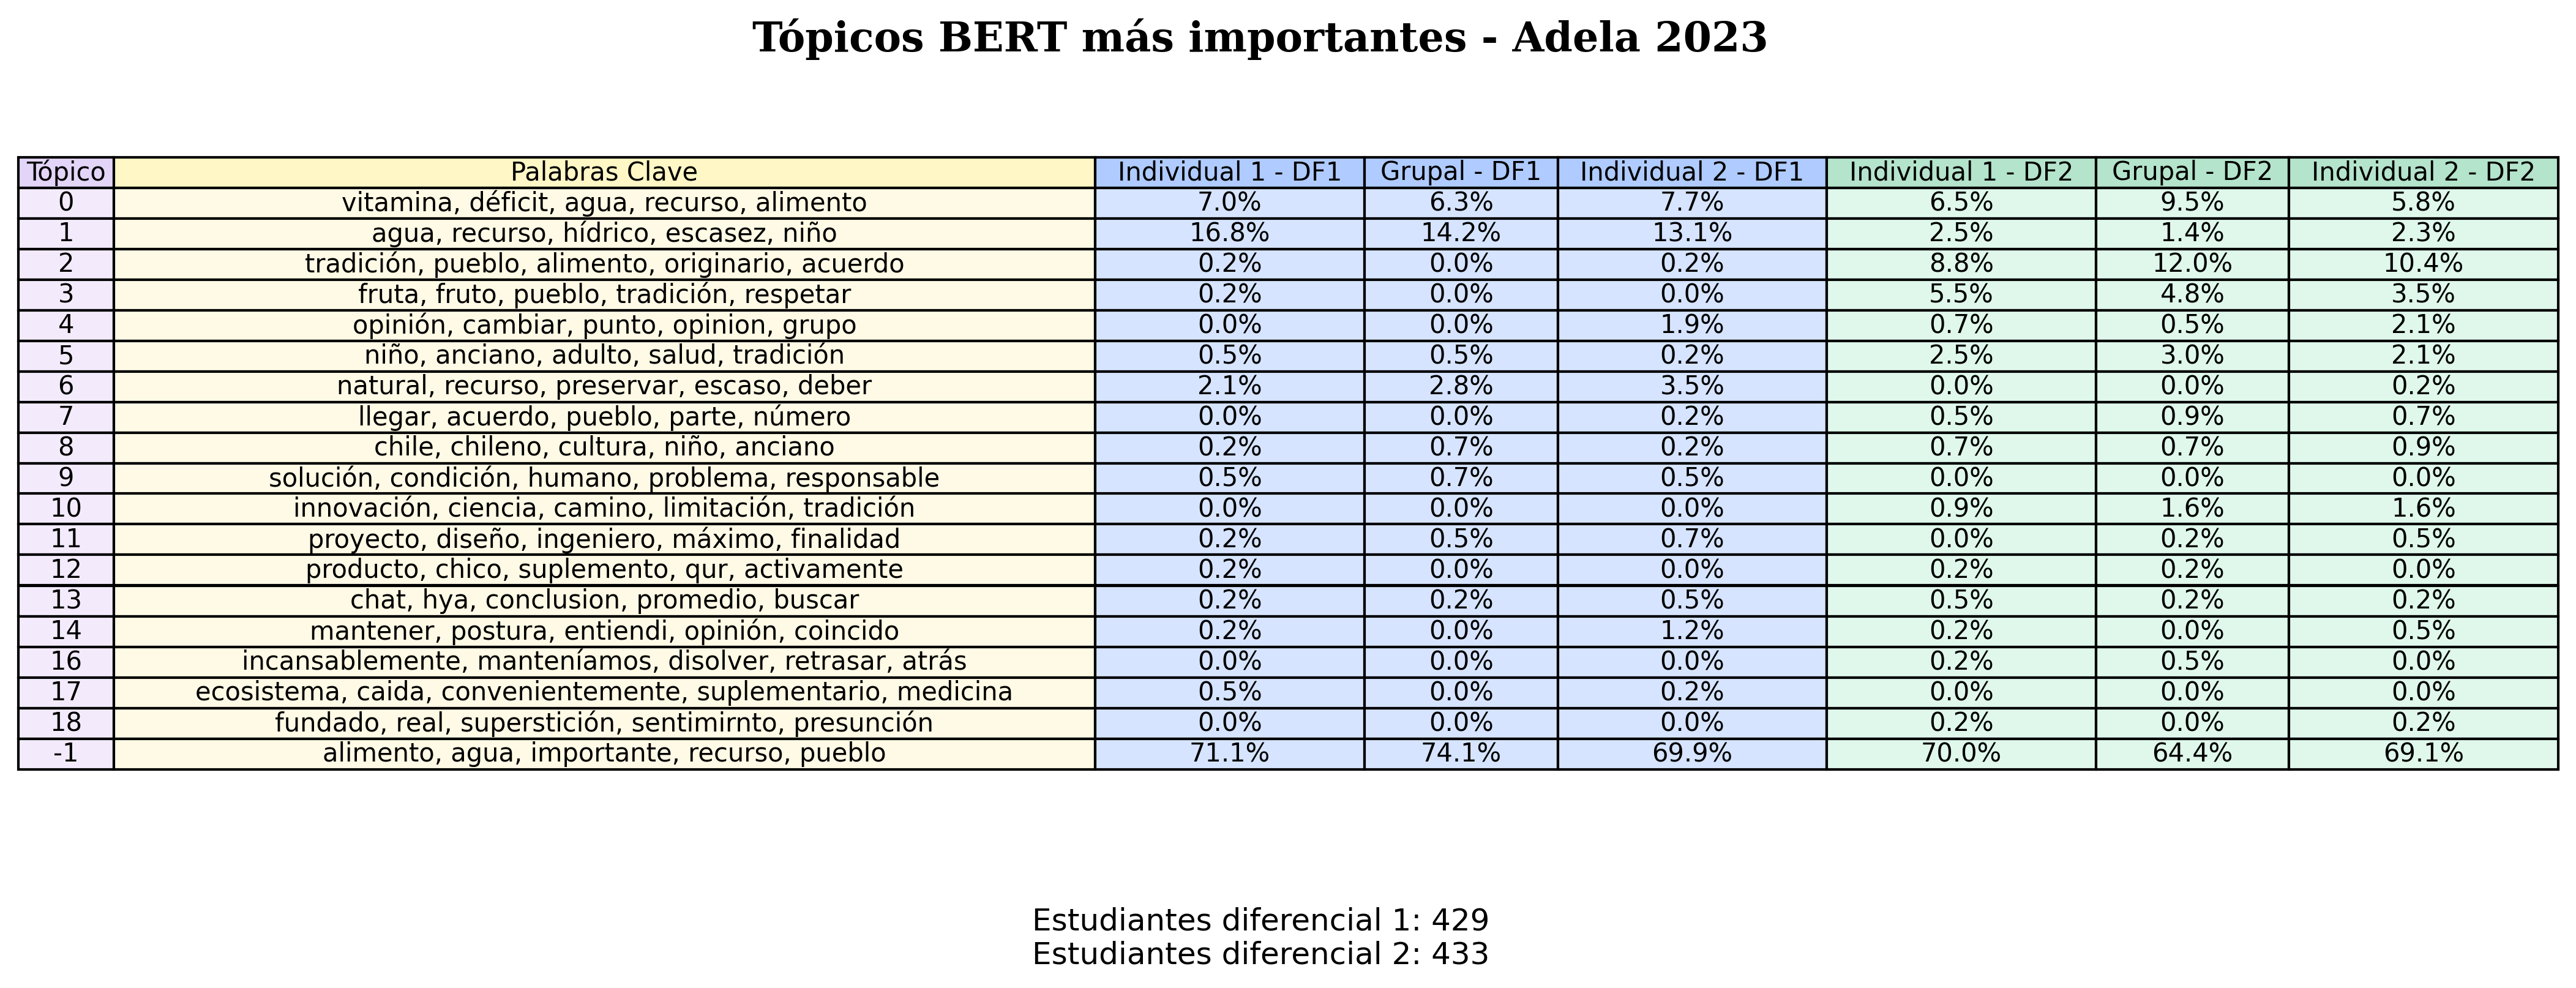 Tópicos BERT más importantes - Adela 2023
Tópico Palabras Clave Individual 1 - DF1 Grupal - DF1 Individual 2 - DF1 Individual 1 - DF2 Grupal - DF2 Individual 2 - DF2
0 vitamina, déficit, agua, recurso, alimento 7.0% 6.3% 7.7% 6.5% 9.5% 5.8%
1 agua, recurso, hídrico, escasez, niño 16.8% 14.2% 13.1% 2.5% 1.4% 2.3%
2 tradición, pueblo, alimento, originario, acuerdo 0.2% 0.0% 0.2% 8.8% 12.0% 10.4%
3 fruta, fruto, pueblo, tradición, respetar 0.2% 0.0% 0.0% 5.5% 4.8% 3.5%
4 opinión, cambiar, punto, opinion, grupo 0.0% 0.0% 1.9% 0.7% 0.5% 2.1%
5 niño, anciano, adulto, salud, tradición 0.5% 0.5% 0.2% 2.5% 3.0% 2.1%
6 natural, recurso, preservar, escaso, deber 2.1% 2.8% 3.5% 0.0% 0.0% 0.2%
7 llegar, acuerdo, pueblo, parte, número 0.0% 0.0% 0.2% 0.5% 0.9% 0.7%
8 chile, chileno, cultura, niño, anciano 0.2% 0.7% 0.2% 0.7% 0.7% 0.9%
9 solución, condición, humano, problema, responsable 0.5% 0.7% 0.5% 0.0% 0.0% 0.0%
10 innovación, ciencia, camino, limitación, tradición 0.0% 0.0% 0.0% 0.9% 1.6% 1.6%
11 proyecto, diseño, ingeniero, máximo, finalidad 0.2% 0.5% 0.7% 0.0% 0.2% 0.5%
12 producto, chico, suplemento, qur, activamente 0.2% 0.0% 0.0% 0.2% 0.2% 0.0%
13 chat, hya, conclusion, promedio, buscar 0.2% 0.2% 0.5% 0.5% 0.2% 0.2%
14 mantener, postura, entiendi, opinión, coincido 0.2% 0.0% 1.2% 0.2% 0.0% 0.5%
16 incansablemente, manteníamos, disolver, retrasar, atrás 0.0% 0.0% 0.0% 0.2% 0.5% 0.0%
17 ecosistema, caida, convenientemente, suplementario, medicina 0.5% 0.0% 0.2% 0.0% 0.0% 0.0%
18 fundado, real, superstición, sentimirnto, presunción 0.0% 0.0% 0.0% 0.2% 0.0% 0.2%
-1 alimento, agua, importante, recurso, pueblo 71.1% 74.1% 69.9% 70.0% 64.4% 69.1%
Estudiantes diferencial 1: 429
Estudiantes diferencial 2: 433